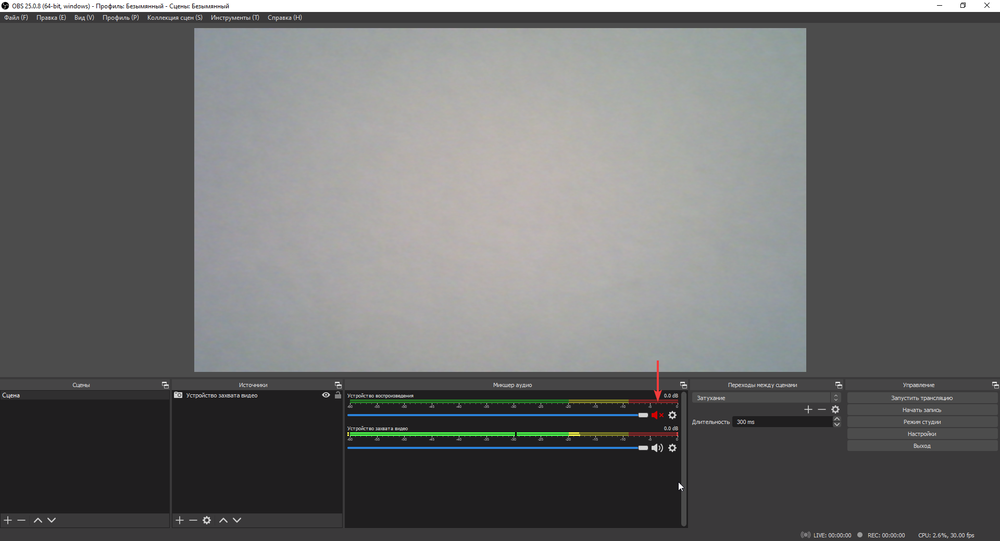 OBS 25.0.8 (64-bit, windows) - Профиль: Безымянный - Сцены: Безымянный
Файл (F) Правка (E) Вид (V) Профиль (P) Коллекция сцен (S) Инструменты (T) Справка (H)
Сцены
Сцена
Источники
Устройство захвата видео
Микшер аудио
Устройство воспроизведения 0.0 dB
-60 -55 -50 -45 -40 -35 -30 -25 -20 -15 -10 -5 0
Устройство захвата видео 0.0 dB
-60 -55 -50 -45 -40 -35 -30 -25 -20 -15 -10 -5 0
Переходы между сценами
Затухание
Длительность 300 ms
Управление
Запустить трансляцию
Начать запись
Режим студии
Настройки
Выход
LIVE: 00:00:00 REC: 00:00:00 CPU: 2.6%, 30.00 fps